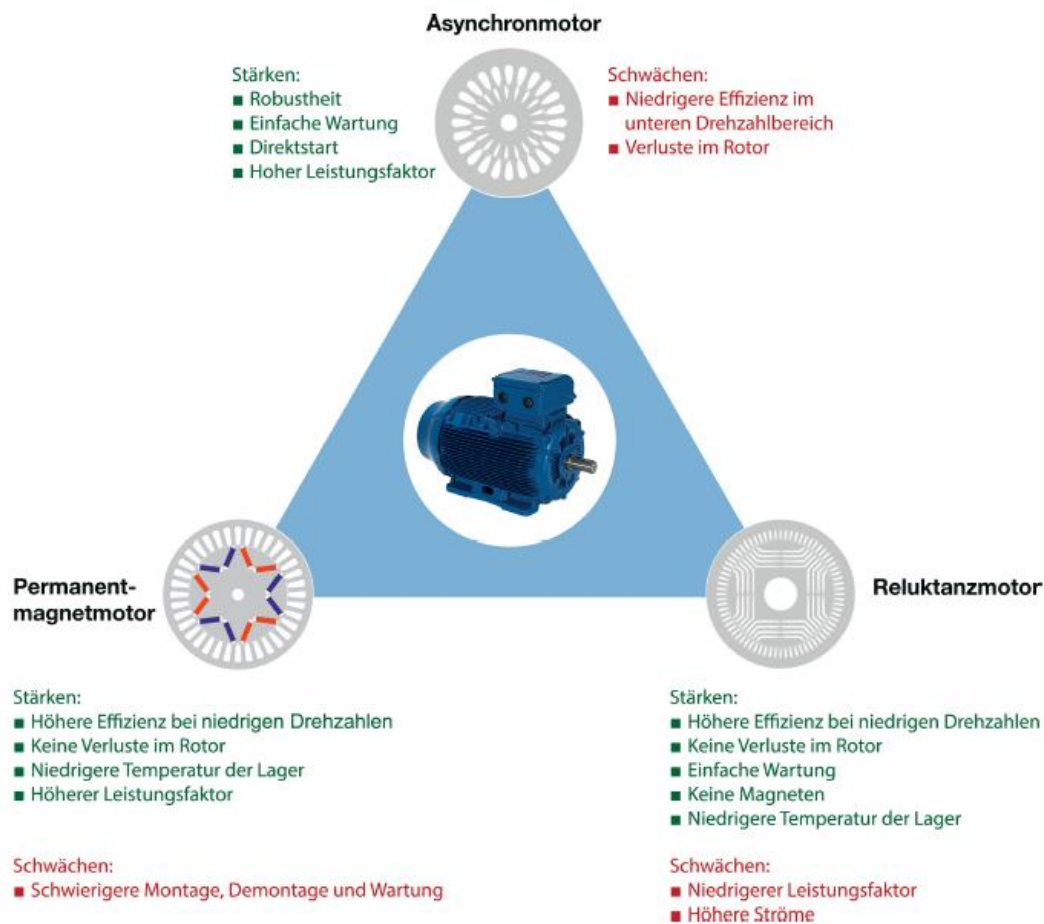 Asynchronmotor
Stärken:
■ Robustheit
■ Einfache Wartung
■ Direktstart
■ Hoher Leistungsfaktor
Schwächen:
■ Niedrigere Effizienz im
unteren Drehzahlbereich
■ Verluste im Rotor
Permanent-
magnetmotor
Stärken:
■ Höhere Effizienz bei niedrigen Drehzahlen
■ Keine Verluste im Rotor
■ Niedrigere Temperatur der Lager
■ Höherer Leistungsfaktor
Schwächen:
■ Schwierigere Montage, Demontage und Wartung
Reluktanzmotor
Stärken:
■ Höhere Effizienz bei niedrigen Drehzahlen
■ Keine Verluste im Rotor
■ Einfache Wartung
■ Keine Magneten
■ Niedrigere Temperatur der Lager
Schwächen:
■ Niedrigerer Leistungsfaktor
■ Höhere Ströme